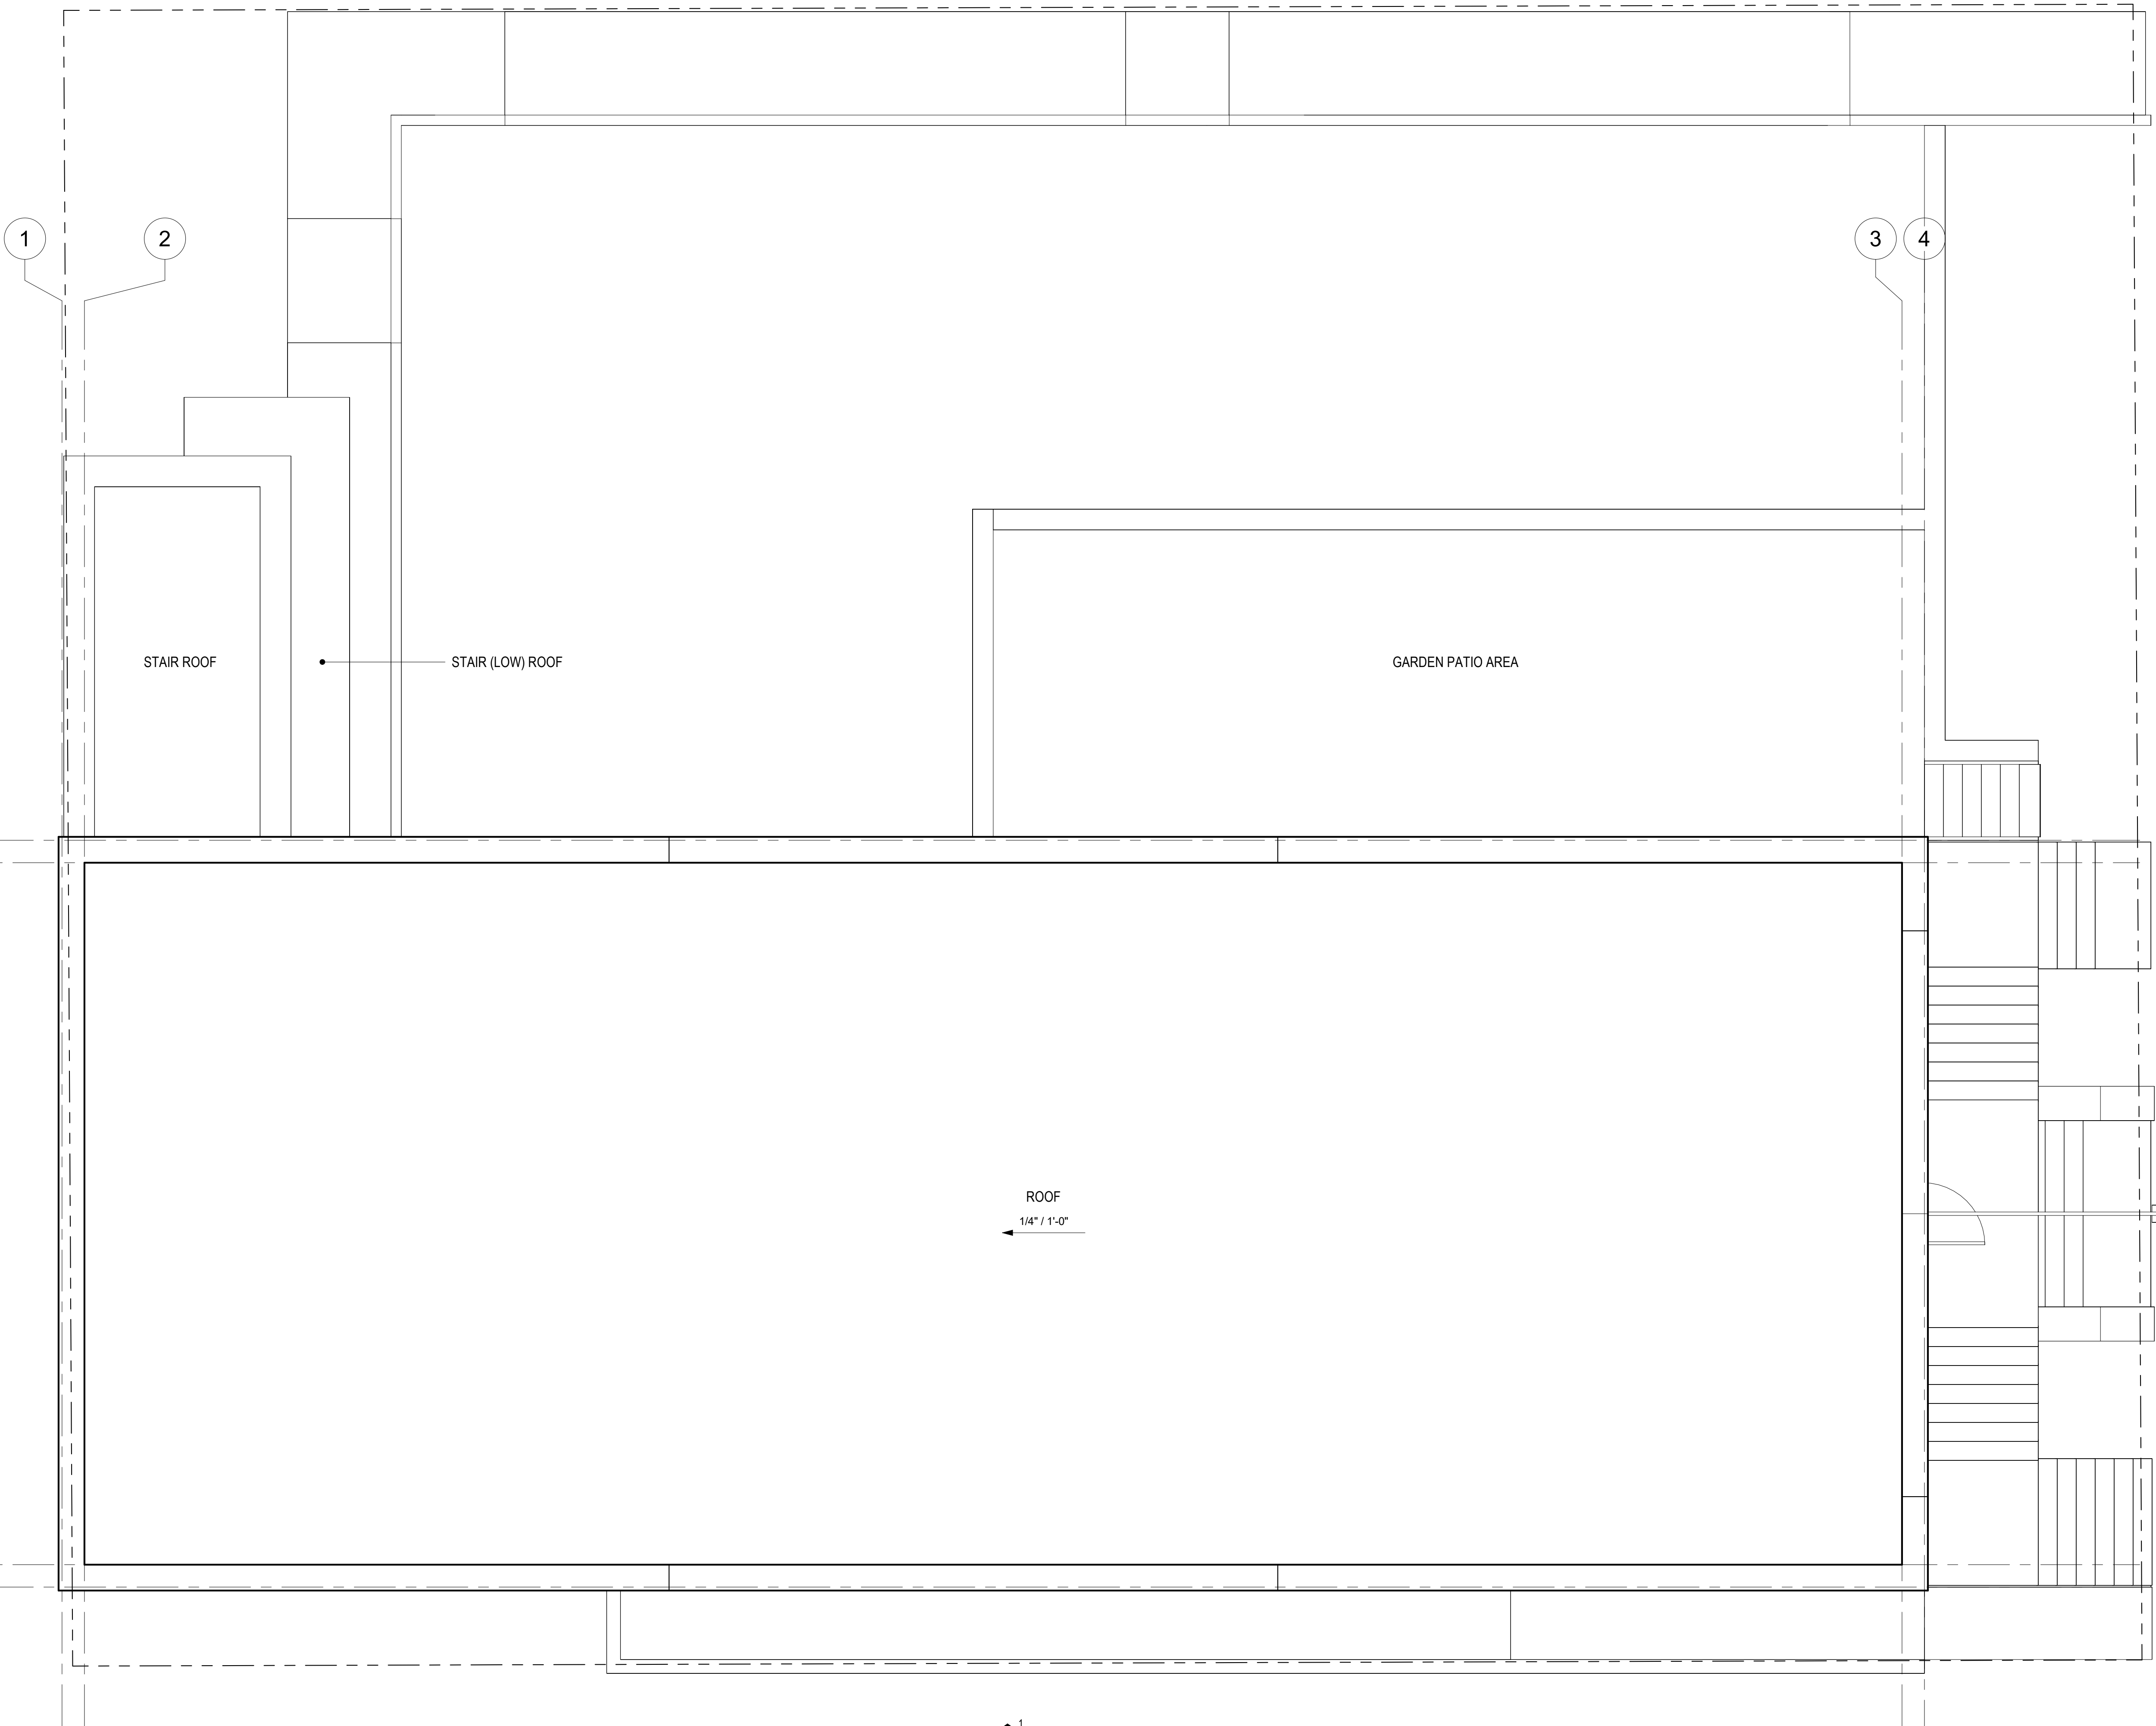 1
2
3
4
STAIR ROOF
STAIR (LOW) ROOF
GARDEN PATIO AREA
ROOF
1/4" / 1'-0"
1